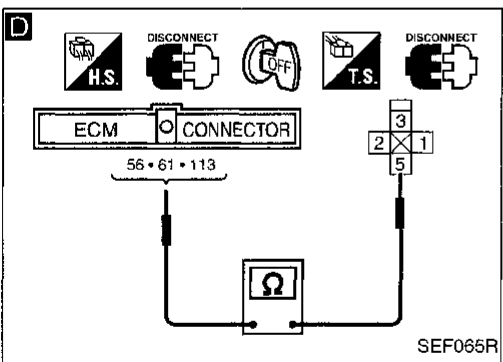 D
DISCONNECT
DISCONNECT
H.S.
OFF
T.S.
ECM
CONNECTOR
3
2 1
5
56 • 61 • 113
Ω
SEF065R